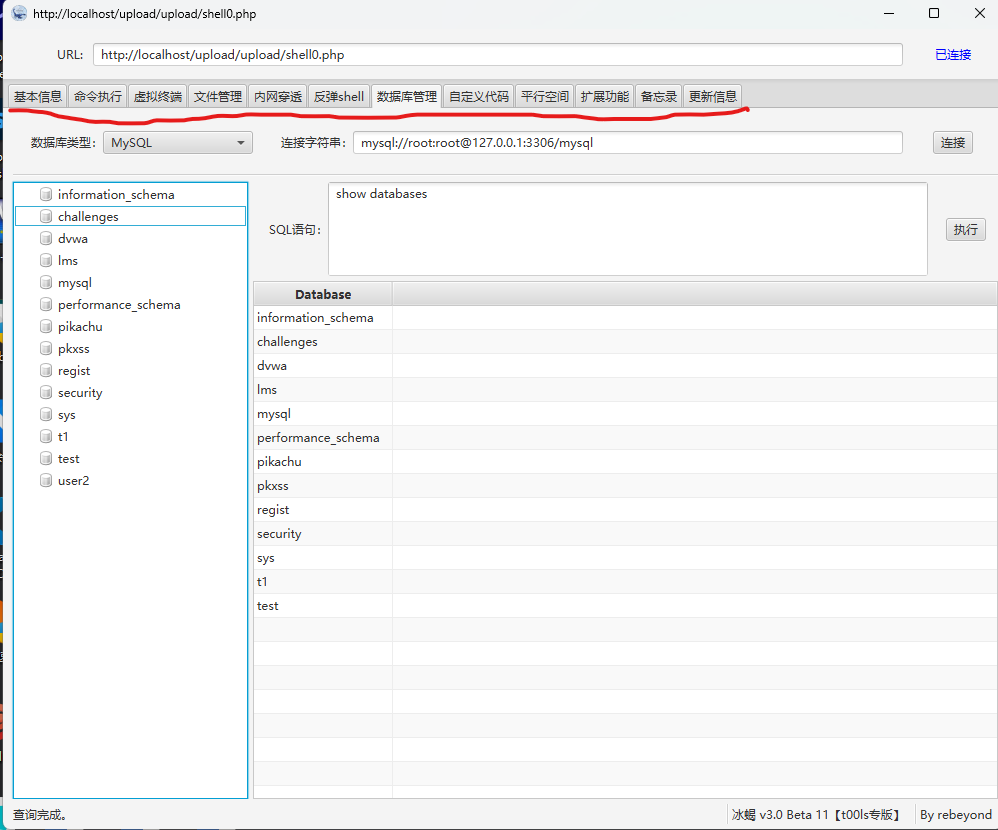 http://localhost/upload/upload/shell0.php
URL: http://localhost/upload/upload/shell0.php 已连接
基本信息 命令执行 虚拟终端 文件管理 内网穿透 反弹shell 数据库管理 自定义代码 平行空间 扩展功能 备忘录 更新信息
数据库类型: MySQL 连接字符串: mysql://root:root@127.0.0.1:3306/mysql 连接
information_schema
challenges
dvwa
lms
mysql
performance_schema
pikachu
pkxss
regist
security
sys
t1
test
user2
show databases
SQL语句: 执行
Database
information_schema
challenges
dvwa
lms
mysql
performance_schema
pikachu
pkxss
regist
security
sys
t1
test
查询完成。 冰蝎 v3.0 Beta 11【t00ls专版】 By rebeyond